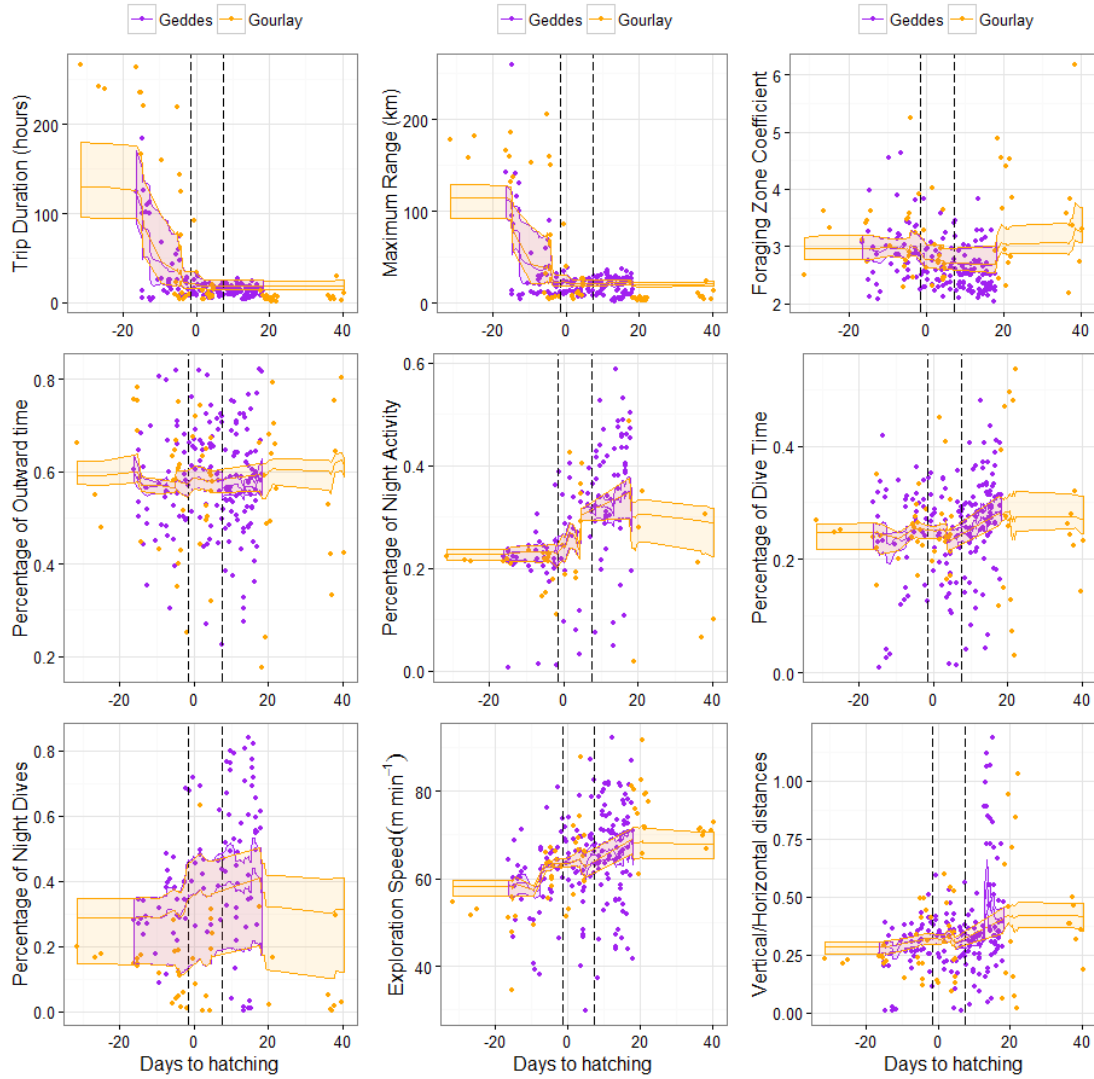 Geddes Gourlay Geddes Gourlay Geddes Gourlay
Trip Duration (hours)
200
100
0
-20 0 20 40
Maximum Range (km)
200
100
0
-20 0 20 40
Foraging Zone Coefficient
6
5
4
3
2
-20 0 20 40
Percentage of Outward time
0.8
0.6
0.4
0.2
-20 0 20 40
Percentage of Night Activity
0.6
0.4
0.2
0.0
-20 0 20 40
Percentage of Dive Time
0.4
0.2
0.0
-20 0 20 40
Percentage of Night Dives
0.8
0.6
0.4
0.2
0.0
-20 0 20 40
Days to hatching
Exploration Speed(m min⁻¹)
80
60
40
-20 0 20 40
Days to hatching
Vertical/Horizontal distances
1.00
0.75
0.50
0.25
0.00
-20 0 20 40
Days to hatching